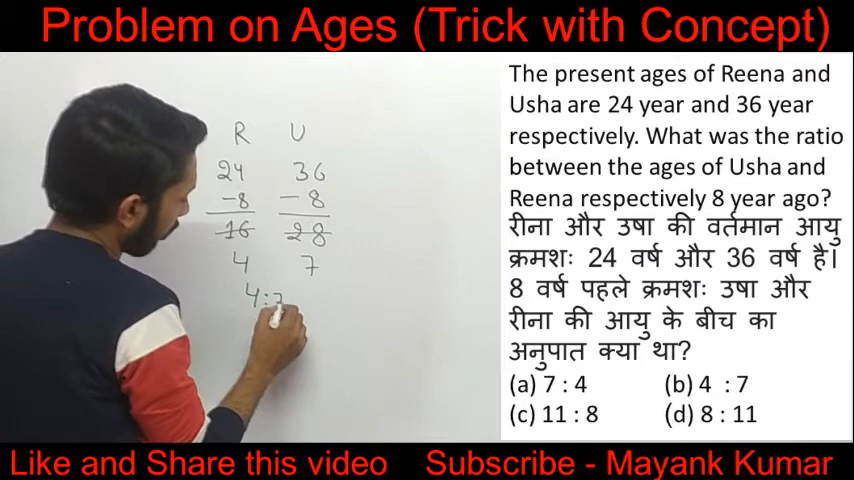 Problem on Ages (Trick with Concept)
R U
24 36
-8 -8
16 28
4 7
4:7
The present ages of Reena and
Usha are 24 year and 36 year
respectively. What was the ratio
between the ages of Usha and
Reena respectively 8 year ago?
रीना और उषा की वर्तमान आयु
क्रमशः 24 वर्ष और 36 वर्ष है।
8 वर्ष पहले क्रमशः उषा और
रीना की आयु के बीच का
अनुपात क्या था?
(a) 7 : 4 (b) 4 : 7
(c) 11 : 8 (d) 8 : 11
Like and Share this video Subscribe - Mayank Kumar